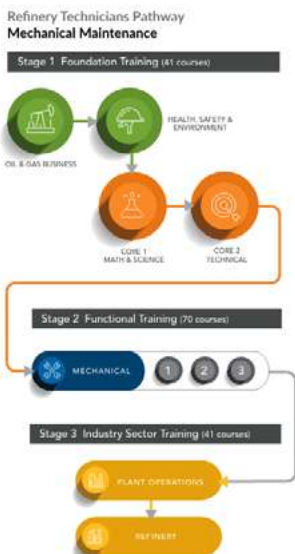 Refinery Technicians Pathway
Mechanical Maintenance
Stage 1 Foundation Training (41 courses)
OIL & GAS BUSINESS
HEALTH, SAFETY &
ENVIRONMENT
CORE 1
MATH & SCIENCE
CORE 2
TECHNICAL
Stage 2 Functional Training (70 courses)
MECHANICAL 1 2 3
Stage 3 Industry Sector Training (41 courses)
PLANT OPERATIONS
REFINERY